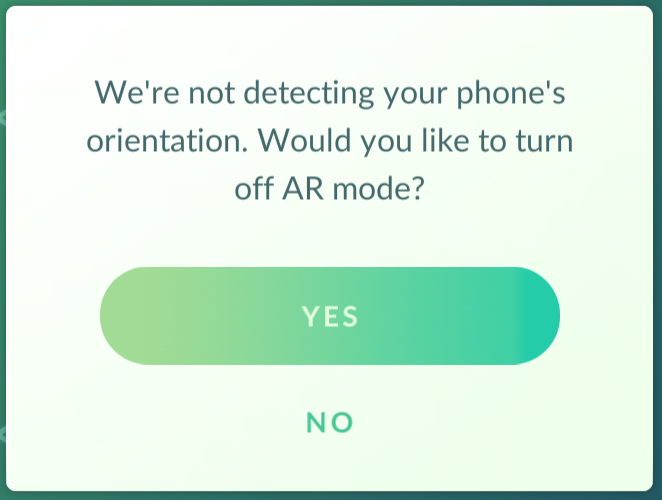 We're not detecting your phone's
orientation. Would you like to turn
off AR mode?
YES
NO